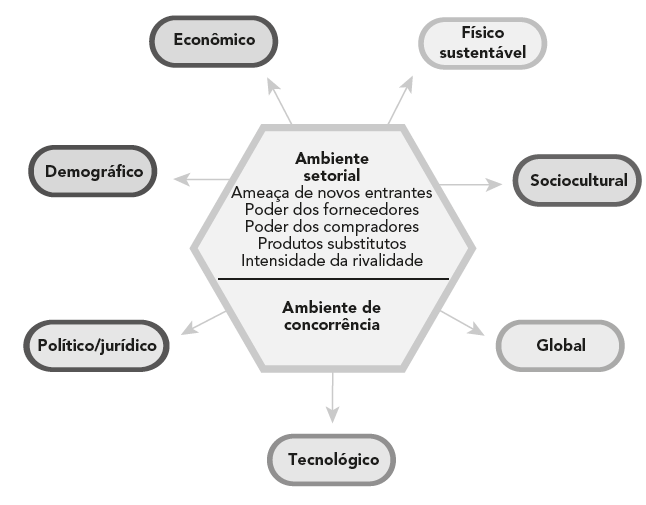 Econômico
Físico
sustentável
Demográfico
Ambiente
setorial
Ameaça de novos entrantes
Poder dos fornecedores
Poder dos compradores
Produtos substitutos
Intensidade da rivalidade
Sociocultural
Ambiente de
concorrência
Político/jurídico
Global
Tecnológico